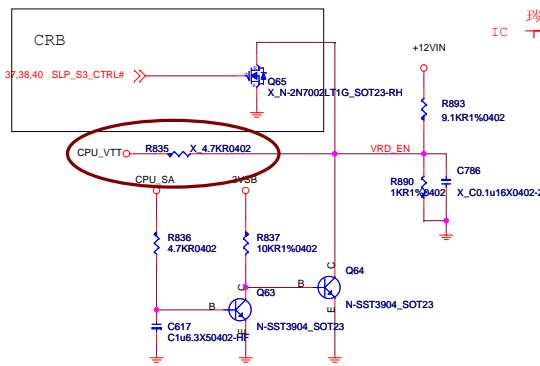 CRB
IC
+12VIN
37,38,40 SLP_S3_CTRL#
Q65
X_N-2N7002LT1G_SOT23-RH
R893
9.1KR1%0402
CPU_VTT
R835
X_4.7KR0402
VRD_EN
C786
R890
1KR1%0402
X_C0.1u16X0402-2
CPU_SA
3VSB
R836
4.7KR0402
R837
10KR1%0402
C
Q64
C
B
E
N-SST3904_SOT23
B
Q63
C617
E
N-SST3904_SOT23
C1u6.3X50402-HF